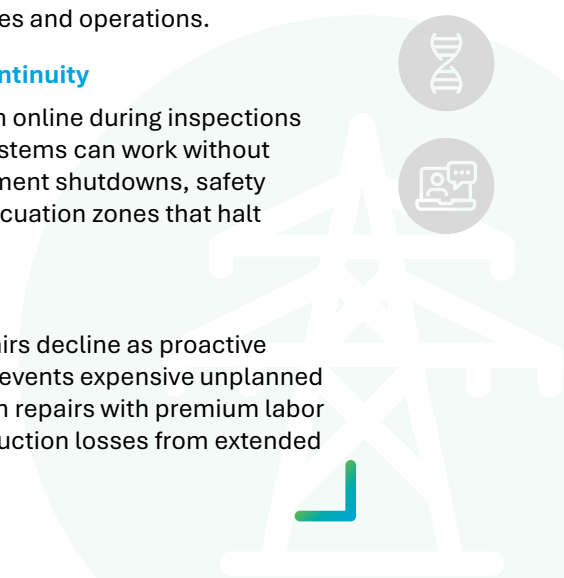 es and operations.
ntinuity
n online during inspections
stems can work without
ment shutdowns, safety
cuation zones that halt
irs decline as proactive
events expensive unplanned
n repairs with premium labor
uction losses from extended